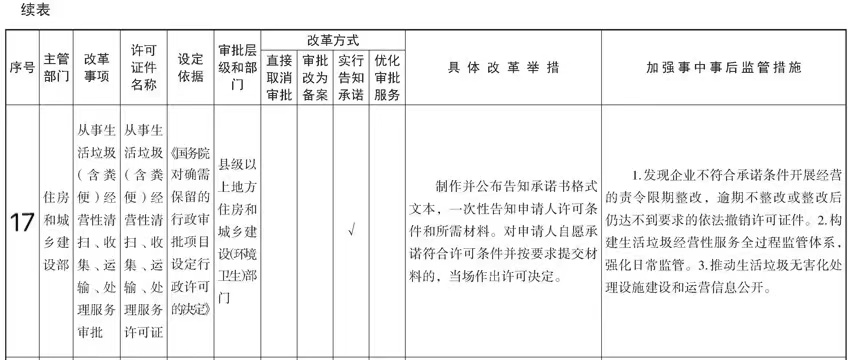 续表
序号
主管
部门
改革
事项
许可
证件
名称
设定
依据
审批层
级和部
门
改革方式
直接
取消
审批
审批
改为
备案
实行
告知
承诺
优化
审批
服务
具体改革举措
加强事中事后监管措施
17
住房
和城
乡建
设部
从事生
活垃圾
(含粪
便)经
营性清
扫、收
集、运
输、处
理服务
审批
从事生
活垃圾
(含粪
便)经
营性清
扫、收
集、运
输、处
理服务
许可证
《国务院
对确需
保留的
行政审
批项目
设定行
政许可
的决定》
县级以
上地方
住房和
城乡建
设(环境
卫生)部
门
√
制作并公布告知承诺书格式
文本，一次性告知申请人许可条
件和所需材料。对申请人自愿承
诺符合许可条件并按要求提交材
料的，当场作出许可决定。
1.发现企业不符合承诺条件开展经营
的责令限期整改，逾期不整改或整改后
仍达不到要求的依法撤销许可证件。2.构
建生活垃圾经营性服务全过程监管体系，
强化日常监管。3.推动生活垃圾无害化处
理设施建设和运营信息公开。